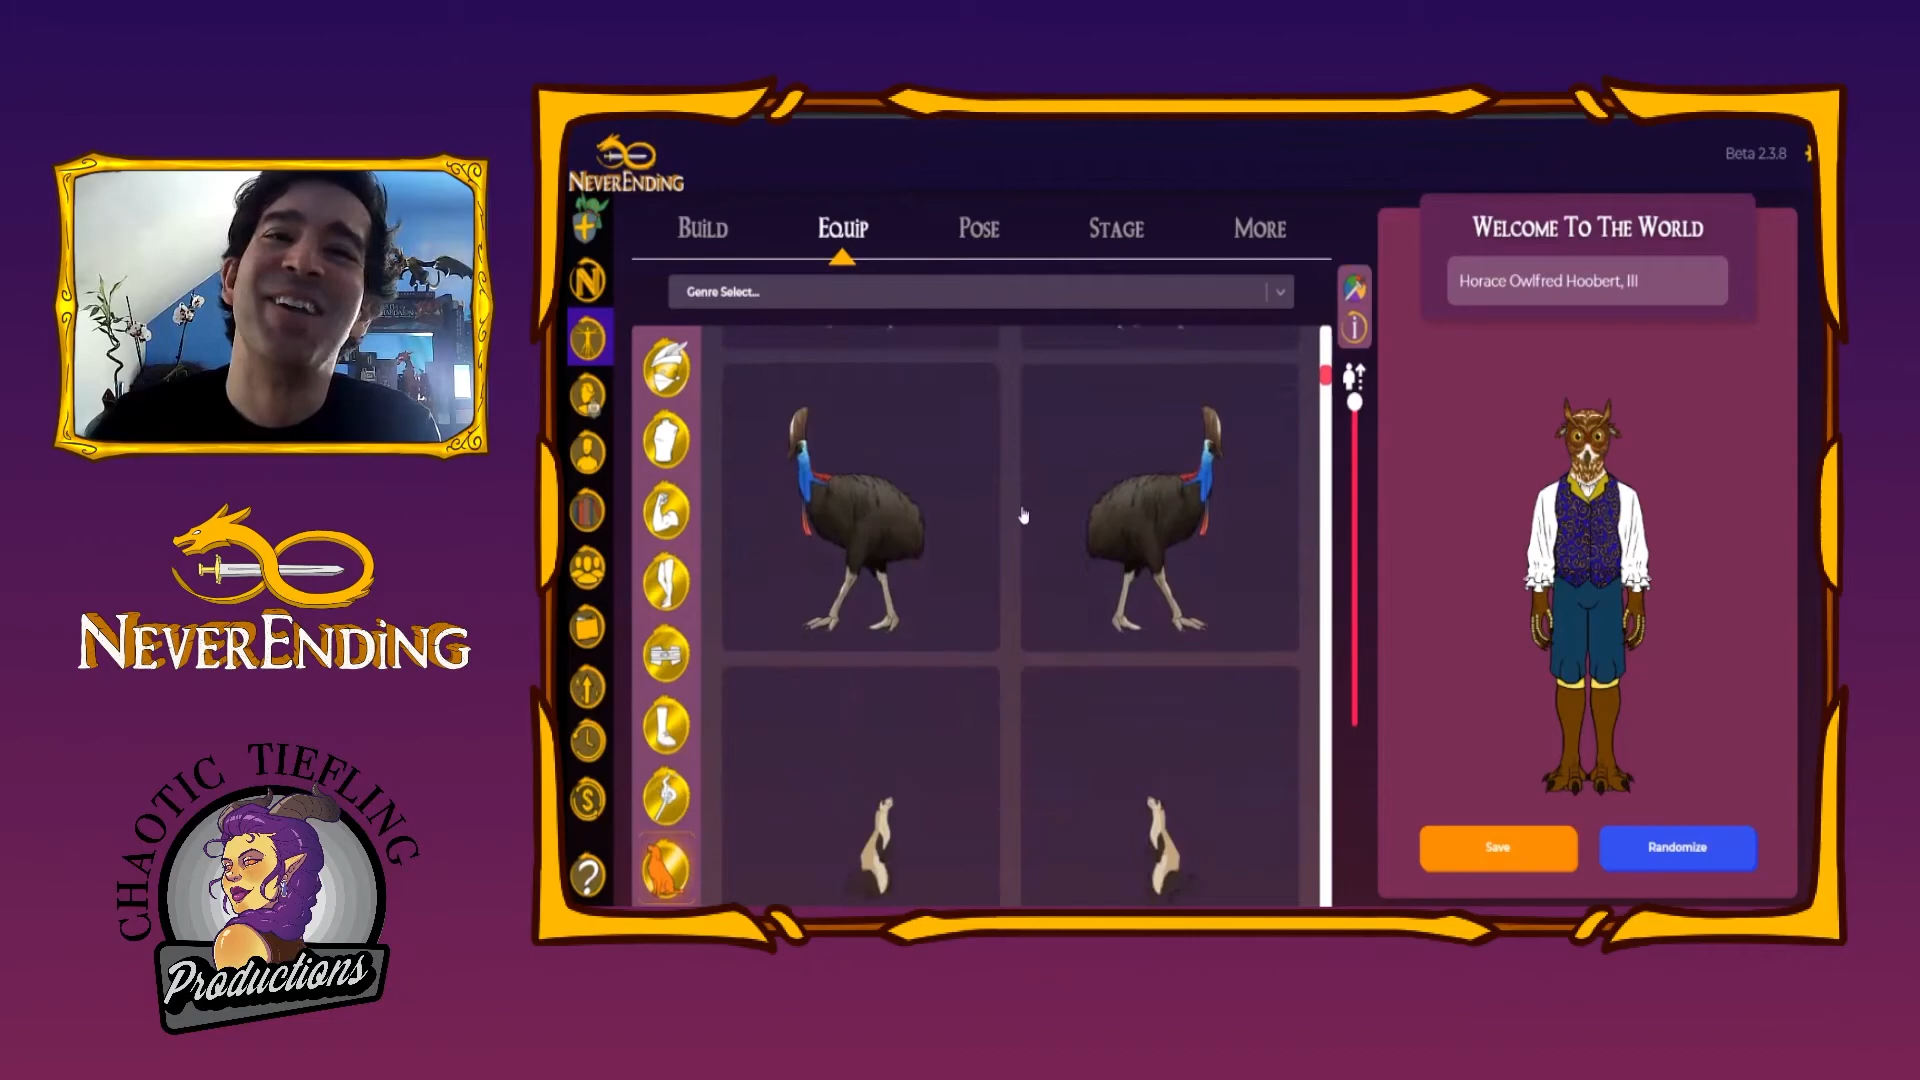 NEVERENDING
Beta 2.3.8
BUILD
EQUIP
POSE
STAGE
MORE
Genre Select...
WELCOME TO THE WORLD
Horace Owlfred Hoobert, III
Save
Randomize
NEVERENDING
CHAOTIC TIEFLING
Productions